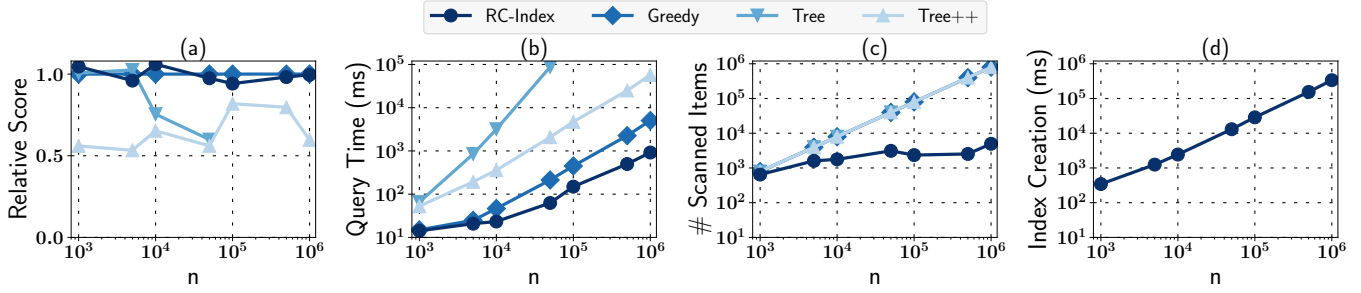 RC-Index Greedy Tree Tree++
(a)
Relative Score
1.0
0.5
0.0
10³ 10⁴ 10⁵ 10⁶
n
(b)
Query Time (ms)
10⁵
10⁴
10³
10²
10¹
10³ 10⁴ 10⁵ 10⁶
n
(c)
# Scanned Items
10⁶
10⁵
10⁴
10³
10²
10¹
10³ 10⁴ 10⁵ 10⁶
n
(d)
Index Creation (ms)
10⁶
10⁵
10⁴
10³
10²
10¹
10³ 10⁴ 10⁵ 10⁶
n